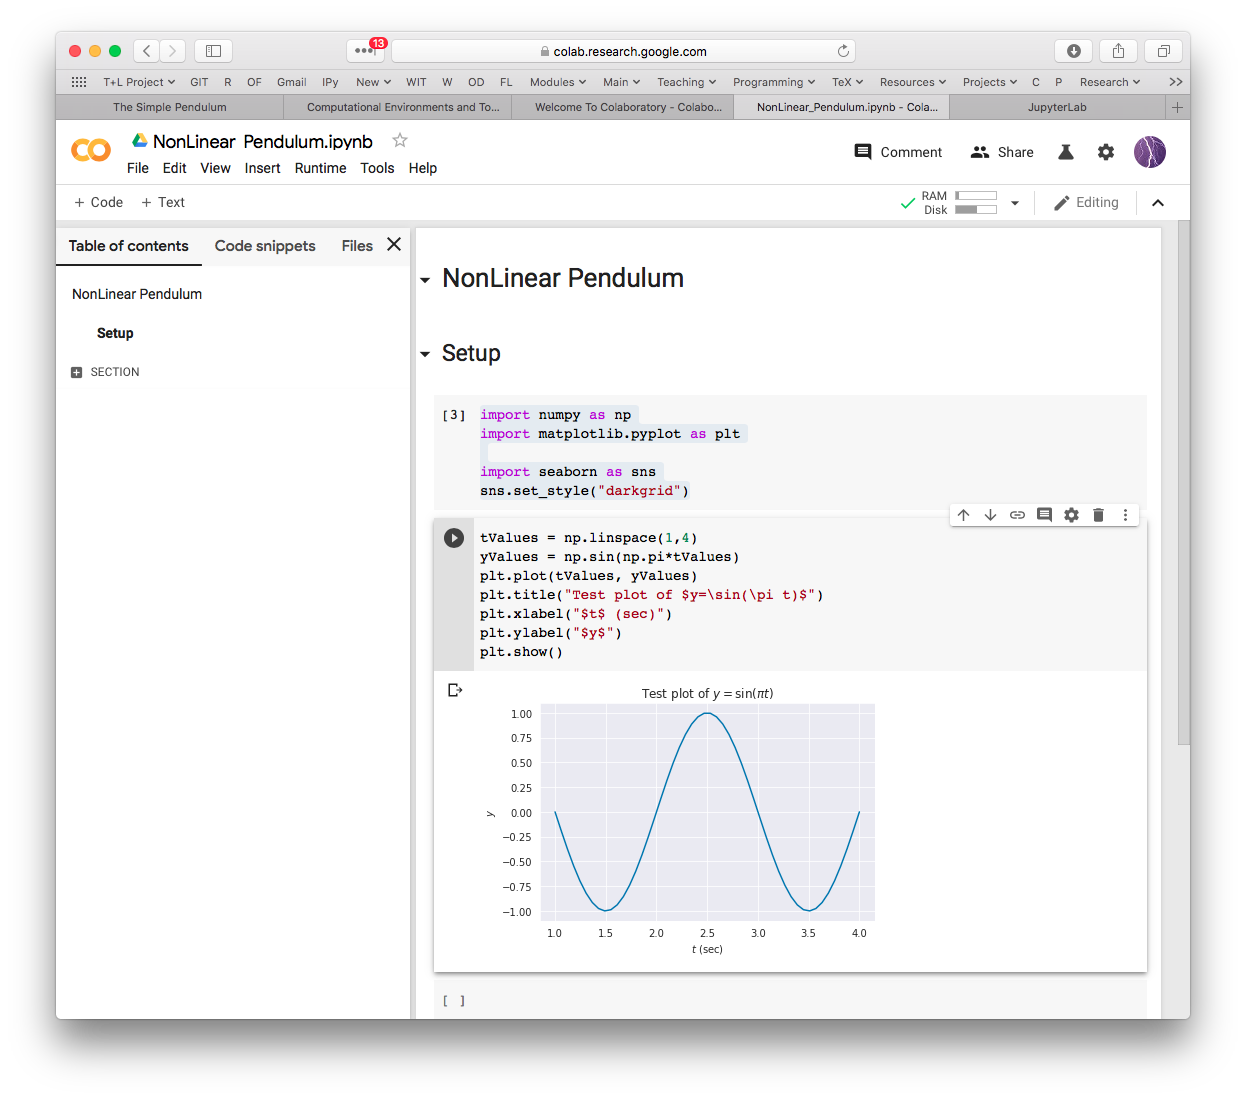 13
colab.research.google.com
T+L Project GIT R OF Gmail IPy New WIT W OD FL Modules Main Teaching Programming TeX Resources Projects C P Research >>
The Simple Pendulum Computational Environments and To... Welcome To Colaboratory - Colabo... NonLinear_Pendulum.ipynb - Cola... JupyterLab +
NonLinear_Pendulum.ipynb
Comment Share
File Edit View Insert Runtime Tools Help
+ Code + Text
RAM
Disk
Editing
Table of contents Code snippets Files
NonLinear Pendulum
Setup
SECTION
NonLinear Pendulum
Setup
[3] import numpy as np
import matplotlib.pyplot as plt
import seaborn as sns
sns.set_style("darkgrid")
tValues = np.linspace(1,4)
yValues = np.sin(np.pi*tValues)
plt.plot(tValues, yValues)
plt.title("Test plot of $y=\sin(\pi t)$")
plt.xlabel("$t$ (sec)")
plt.ylabel("$y$")
plt.show()
Test plot of y = sin(πt)
1.00
0.75
0.50
0.25
0.00
−0.25
−0.50
−0.75
−1.00
y
1.0 1.5 2.0 2.5 3.0 3.5 4.0
t (sec)
[ ]